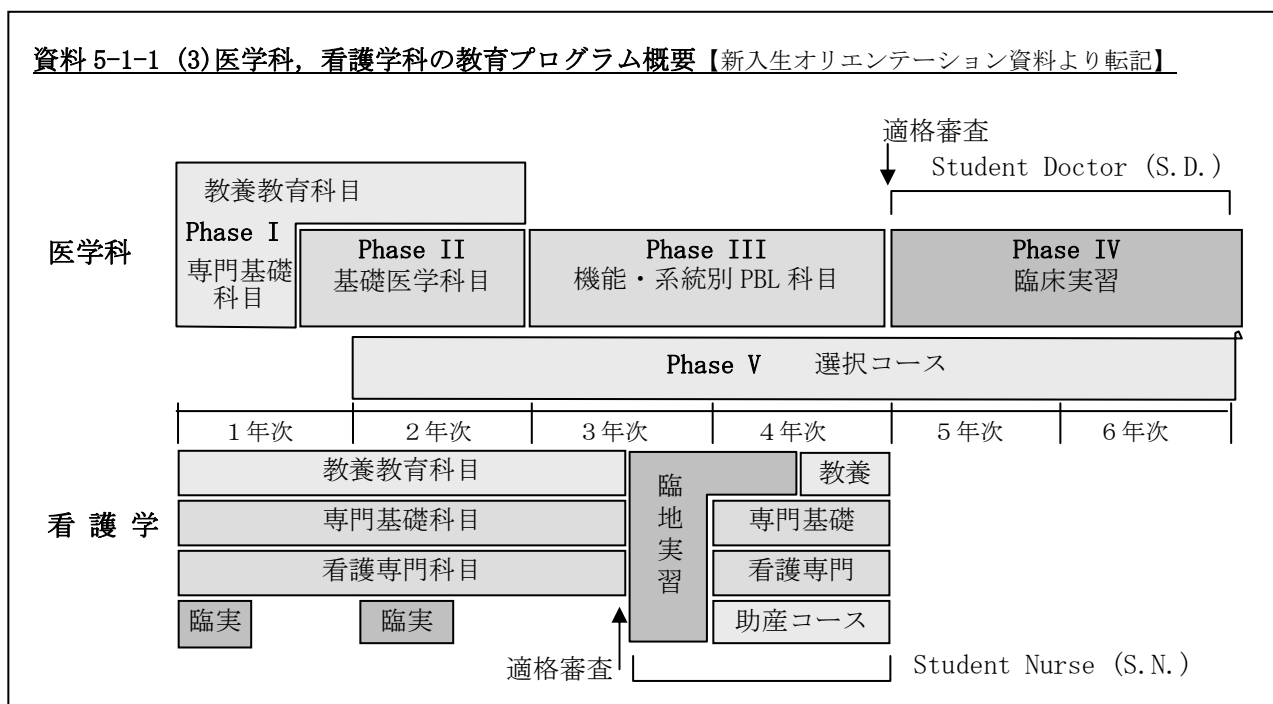 資料 5-1-1 (3)医学科，看護学科の教育プログラム概要【新入生オリエンテーション資料より転記】
適格審査
Student Doctor (S.D.)
医学科
教養教育科目
Phase I
専門基礎
科目
Phase II
基礎医学科目
Phase III
機能・系統別 PBL 科目
Phase IV
臨床実習
Phase V 選択コース
１年次 ２年次 ３年次 ４年次 ５年次 ６年次
看 護 学
教養教育科目
専門基礎科目
看護専門科目
臨実 臨実
臨
地
実
習
教養
専門基礎
看護専門
助産コース
適格審査
Student Nurse (S.N.)